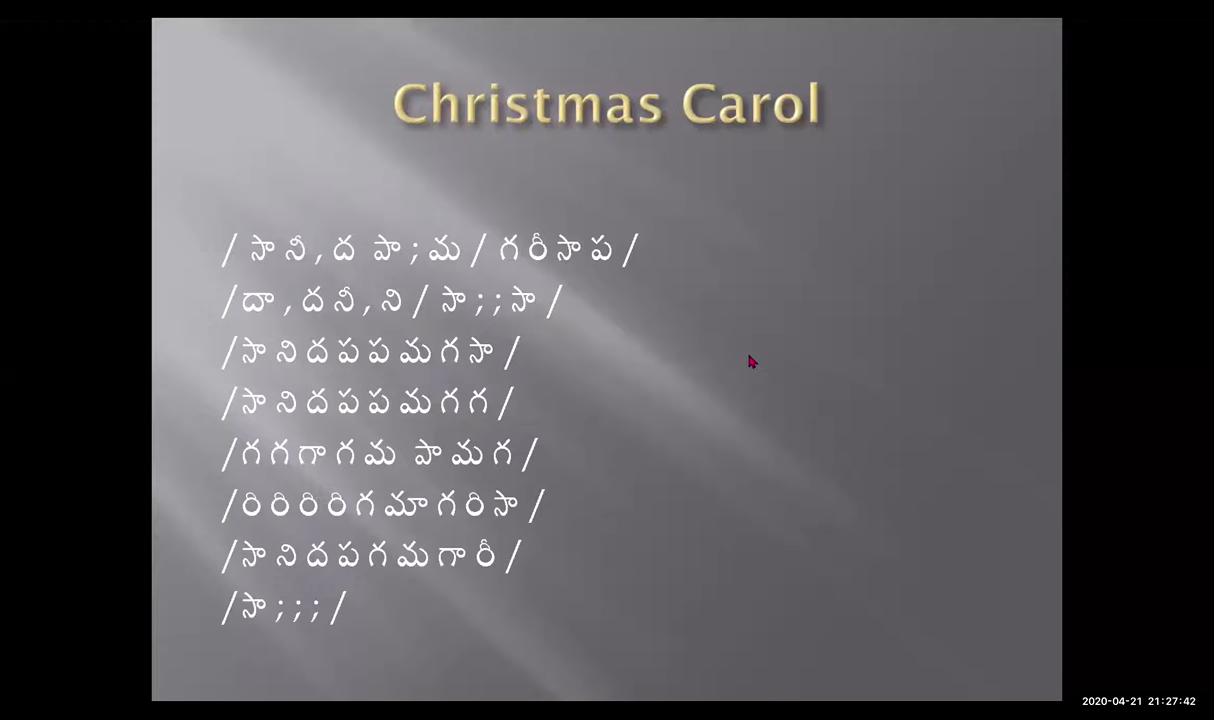 Christmas Carol
/ సా నీ , ద పా ; మ / గ రీ సా ప /
/ దా , ద నీ , ని / సా ; ; సా /
/ సా ని ద ప ప మ గ సా /
/ సా ని ద ప ప మ గ గ /
/ గ గ గా గ మ పా మ గ /
/ రి రి రి రి గ మా గ రి సా /
/ సా ని ద ప గ మ గా రీ /
/ సా ; ; ; /
2020-04-21 21:27:42